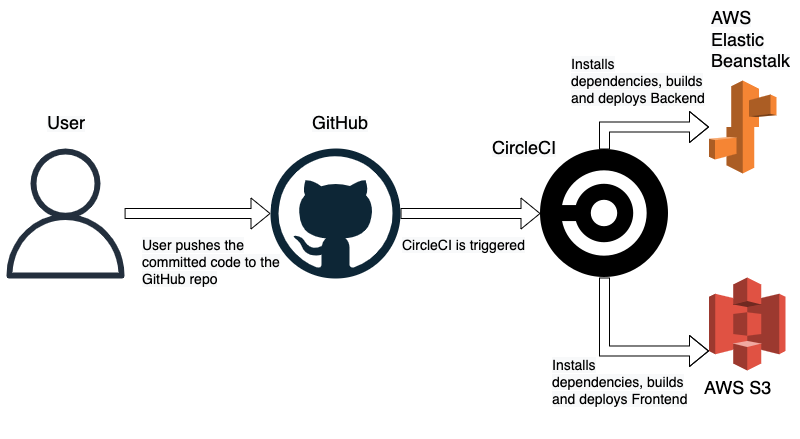 User
GitHub
CircleCI
AWS
Elastic
Beanstalk
Installs
dependencies, builds
and deploys Backend
User pushes the
committed code to the
GitHub repo
CircleCI is triggered
Installs
dependencies, builds
and deploys Frontend
AWS S3